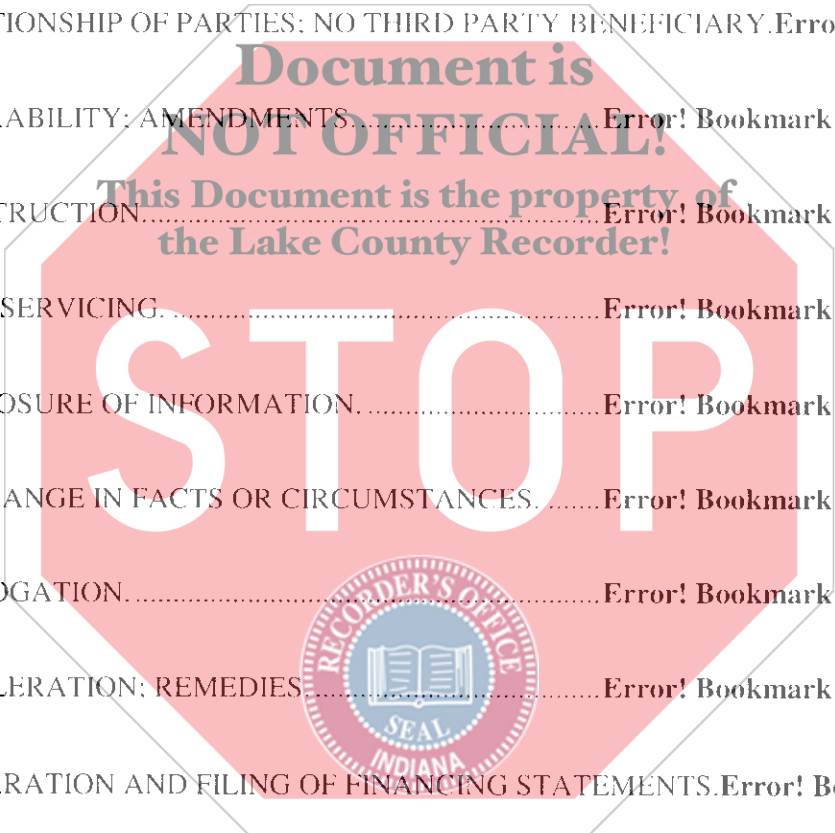 TIONSHIP OF PARTIES; NO THIRD PARTY BENEFICIARY.Erro
Document is
ABILITY; AMENDMENTS..............................Error! Bookmark
NOT OFFICIAL!
This Document is the property of
TRUCTION.......................................................Error! Bookmark
the Lake County Recorder!
SERVICING. ...................................................Error! Bookmark
STOP
OSURE OF INFORMATION. ............................Error! Bookmark
ANGE IN FACTS OR CIRCUMSTANCES. .......Error! Bookmark
OGATION. .......................................................Error! Bookmark
RECORDER'S OFFICE
LERATION; REMEDIES....................................Error! Bookmark
SEAL
INDIANA
RATION AND FILING OF FINANCING STATEMENTS.Error! B